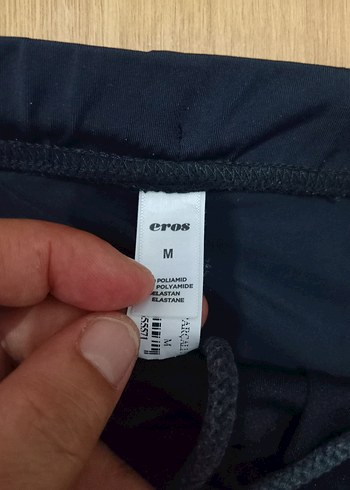 eros
M
POLIAMID
POLYAMIDE
ELASTAN
ELASTANE
M